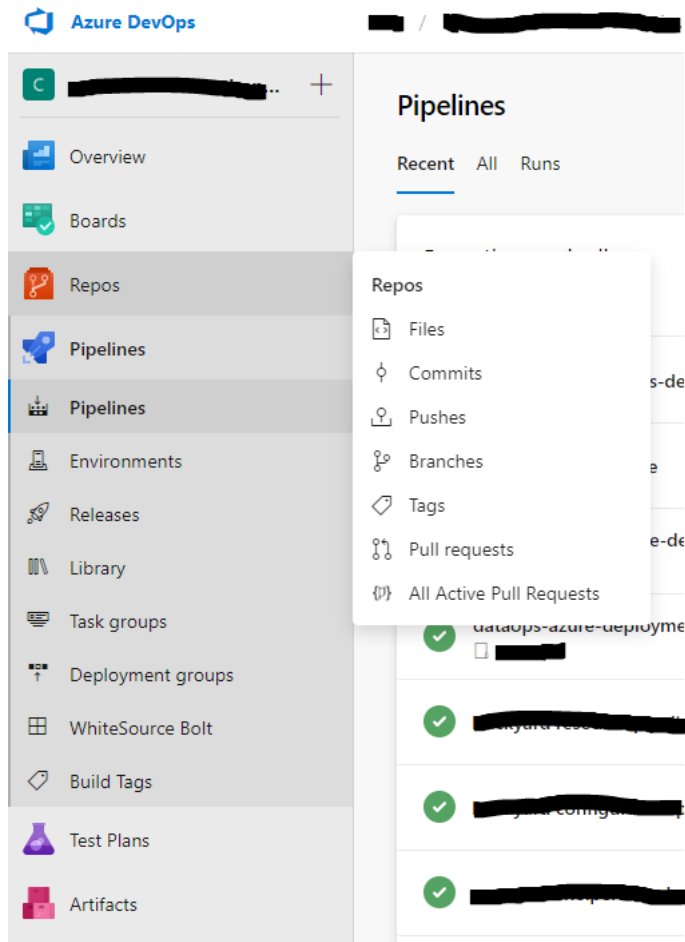 Azure DevOps
/
C ... +
Pipelines
Recent All Runs
Overview
Boards
Repos
Pipelines
Pipelines
Environments
Releases
Library
Task groups
Deployment groups
WhiteSource Bolt
Build Tags
Test Plans
Artifacts
Repos
Files
Commits
Pushes
Branches
Tags
Pull requests
All Active Pull Requests
s-de
e
e-de
dataops-azure-deployme